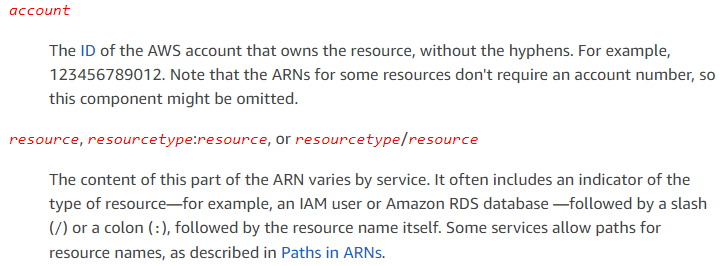 account
The ID of the AWS account that owns the resource, without the hyphens. For example,
123456789012. Note that the ARNs for some resources don't require an account number, so
this component might be omitted.
resource, resourcetype:resource, or resourcetype/resource
The content of this part of the ARN varies by service. It often includes an indicator of the
type of resource—for example, an IAM user or Amazon RDS database —followed by a slash
(/) or a colon (:), followed by the resource name itself. Some services allow paths for
resource names, as described in Paths in ARNs.